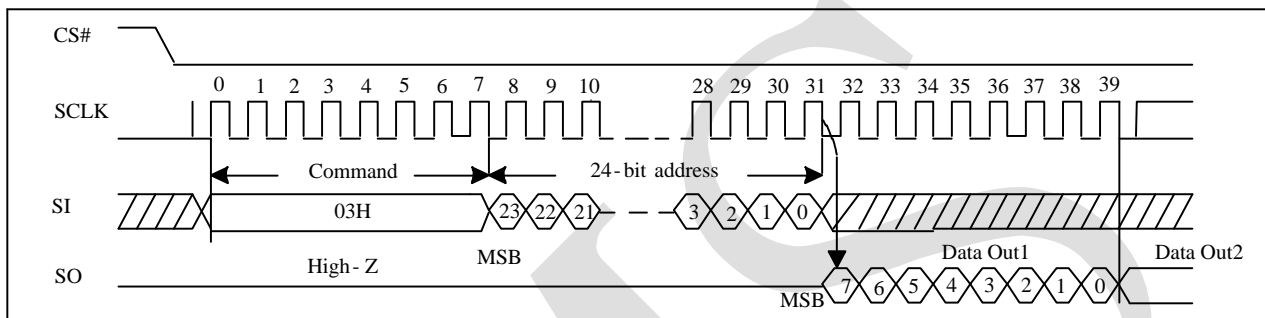 CS#
0 1 2 3 4 5 6 7 8 9 10 28 29 30 31 32 33 34 35 36 37 38 39
SCLK
Command 24-bit address
SI 03H 23 22 21 3 2 1 0
MSB Data Out1 Data Out2
High-Z
SO MSB 7 6 5 4 3 2 1 0